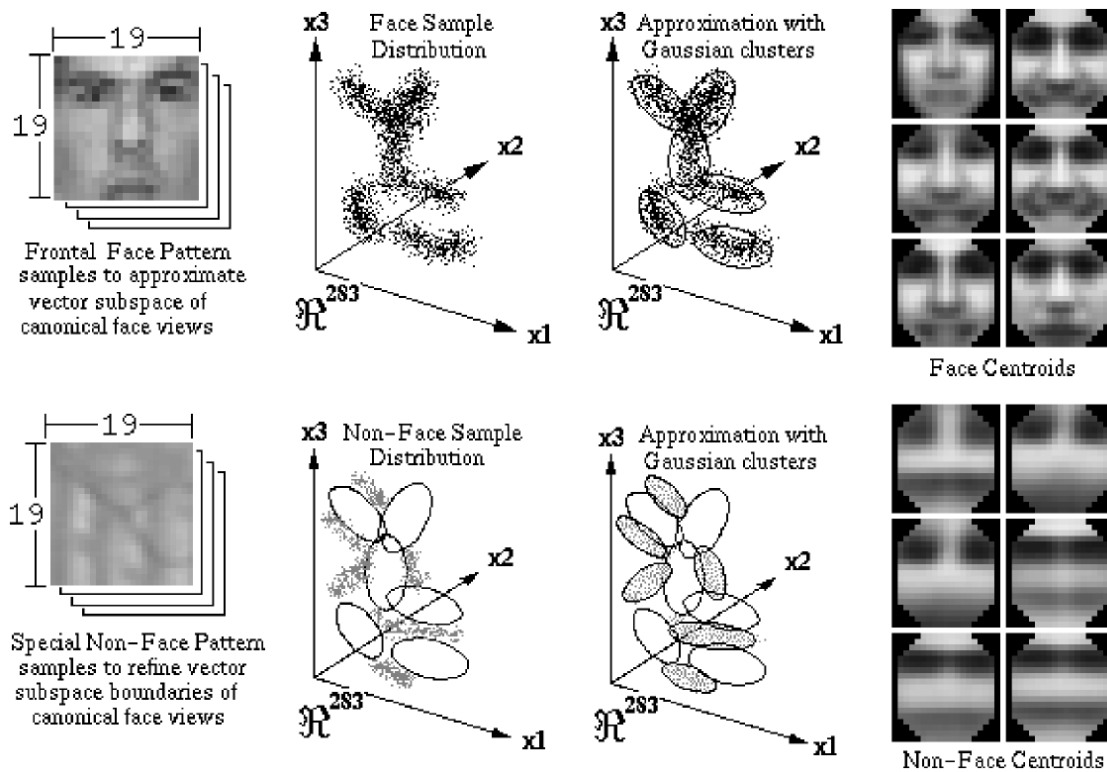 19
19
Frontal Face Pattern
samples to approximate
vector subspace of
canonical face views
x3
Face Sample
Distribution
x2
ℜ283
x1
x3
Approximation with
Gaussian clusters
x2
ℜ283
x1
Face Centroids
19
19
Special Non-Face Pattern
samples to refine vector
subspace boundaries of
canonical face views
x3
Non-Face Sample
Distribution
x2
ℜ283
x1
x3
Approximation with
Gaussian clusters
x2
ℜ283
x1
Non-Face Centroids